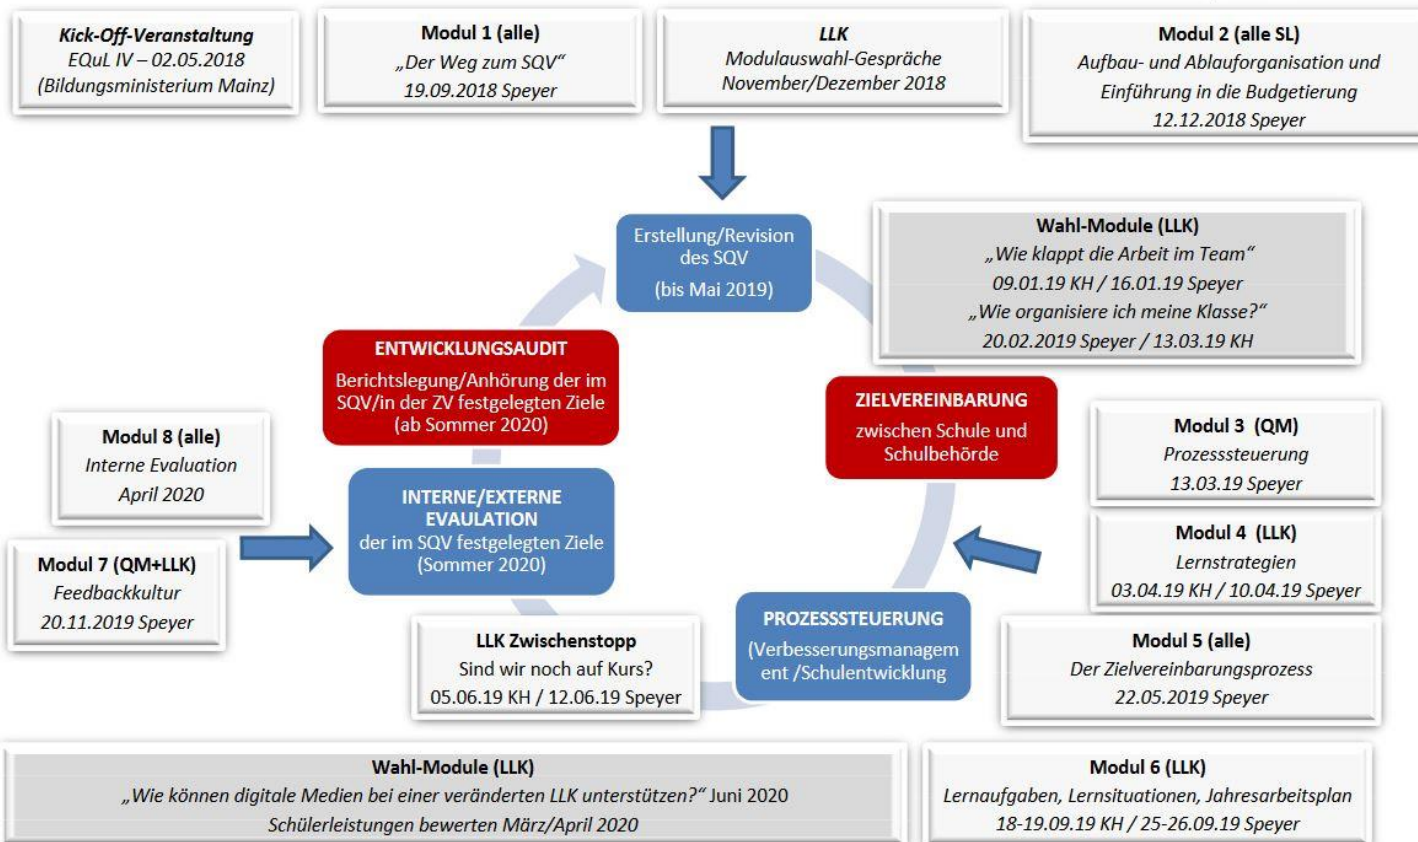 Kick-Off-Veranstaltung
EQuL IV – 02.05.2018
(Bildungsministerium Mainz)
Modul 1 (alle)
„Der Weg zum SQV“
19.09.2018 Speyer
LLK
Modulauswahl-Gespräche
November/Dezember 2018
Modul 2 (alle SL)
Aufbau- und Ablauforganisation und
Einführung in die Budgetierung
12.12.2018 Speyer
Erstellung/Revision
des SQV
(bis Mai 2019)
Wahl-Module (LLK)
„Wie klappt die Arbeit im Team“
09.01.19 KH / 16.01.19 Speyer
„Wie organisiere ich meine Klasse?“
20.02.2019 Speyer / 13.03.19 KH
ENTWICKLUNGSAUDIT
Berichtslegung/Anhörung der im
SQV/in der ZV festgelegten Ziele
(ab Sommer 2020)
ZIELVEREINBARUNG
zwischen Schule und
Schulbehörde
Modul 8 (alle)
Interne Evaluation
April 2020
Modul 3 (QM)
Prozesssteuerung
13.03.19 Speyer
INTERNE/EXTERNE
EVAULATION
der im SQV festgelegten Ziele
(Sommer 2020)
Modul 4 (LLK)
Lernstrategien
03.04.19 KH / 10.04.19 Speyer
Modul 7 (QM+LLK)
Feedbackkultur
20.11.2019 Speyer
PROZESSSTEUERUNG
(Verbesserungsmanagem
ent /Schulentwicklung
LLK Zwischenstopp
Sind wir noch auf Kurs?
05.06.19 KH / 12.06.19 Speyer
Modul 5 (alle)
Der Zielvereinbarungsprozess
22.05.2019 Speyer
Wahl-Module (LLK)
„Wie können digitale Medien bei einer veränderten LLK unterstützen?“ Juni 2020
Schülerleistungen bewerten März/April 2020
Modul 6 (LLK)
Lernaufgaben, Lernsituationen, Jahresarbeitsplan
18-19.09.19 KH / 25-26.09.19 Speyer